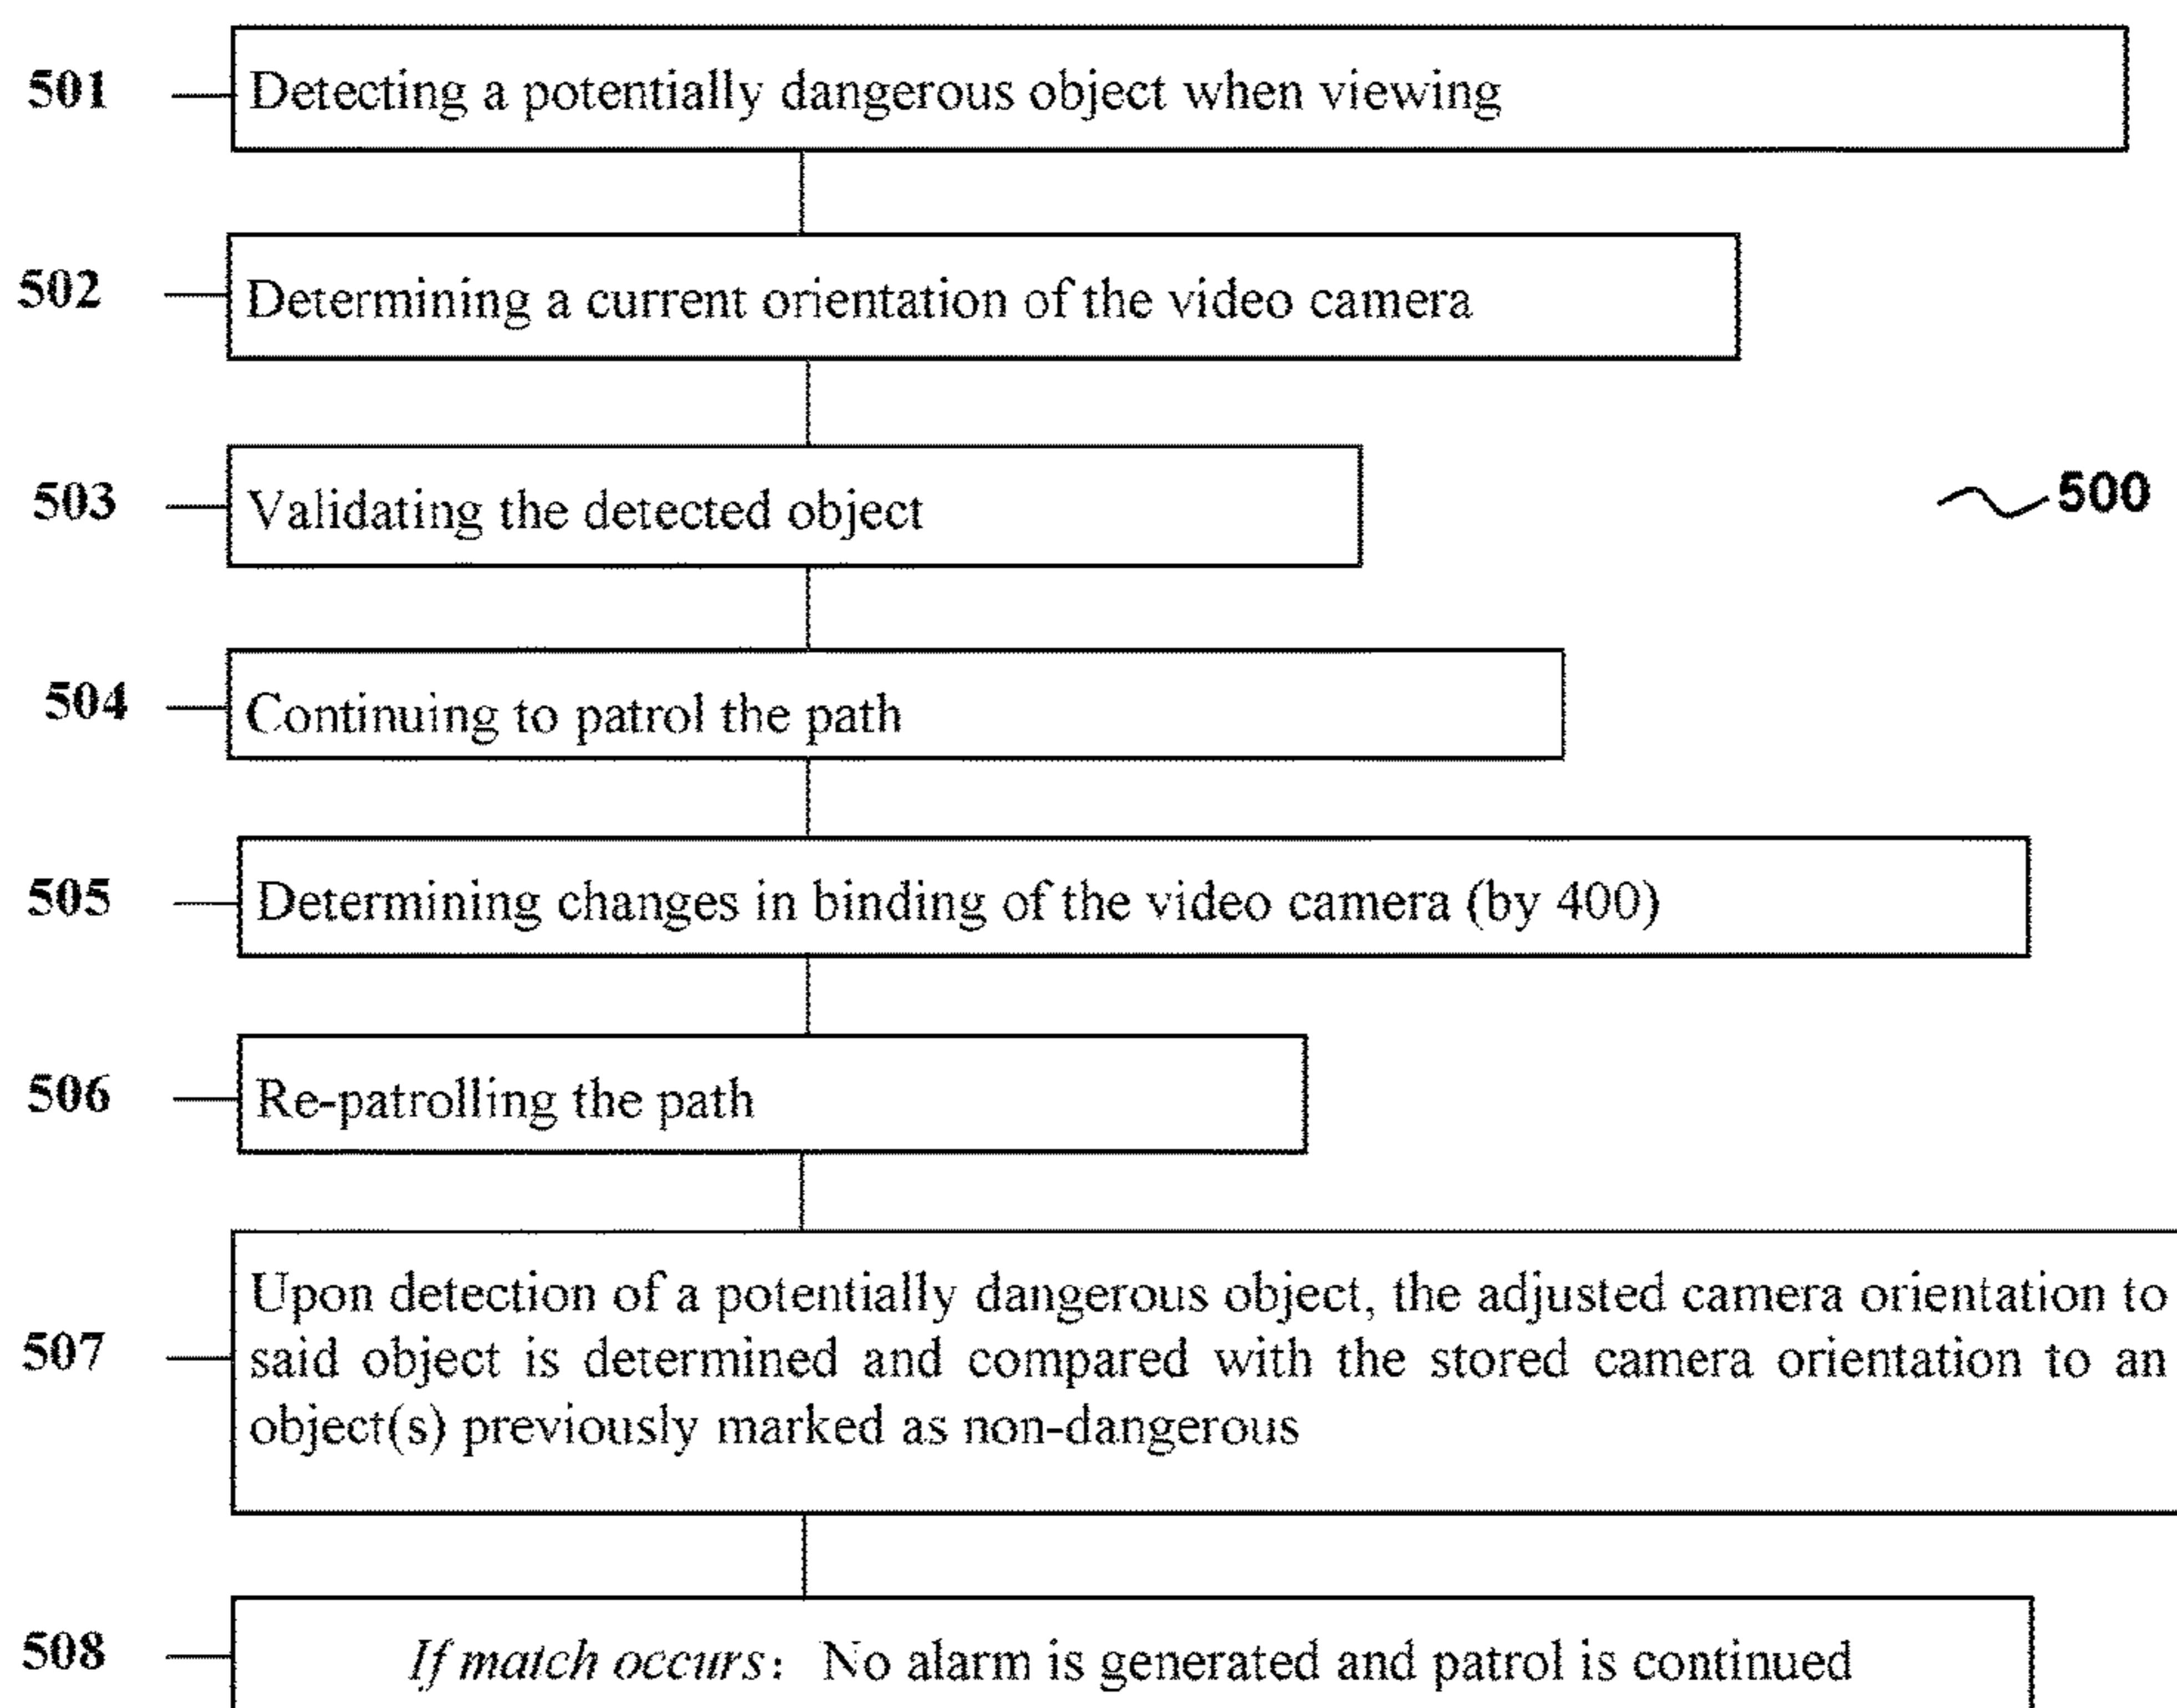 501 Detecting a potentially dangerous object when viewing
502 Determining a current orientation of the video camera
503 Validating the detected object
500
504 Continuing to patrol the path
505 Determining changes in binding of the video camera (by 400)
506 Re-patrolling the path
Upon detection of a potentially dangerous object, the adjusted camera orientation to
507 said object is determined and compared with the stored camera orientation to an
object(s) previously marked as non-dangerous
508 If match occurs: No alarm is generated and patrol is continued